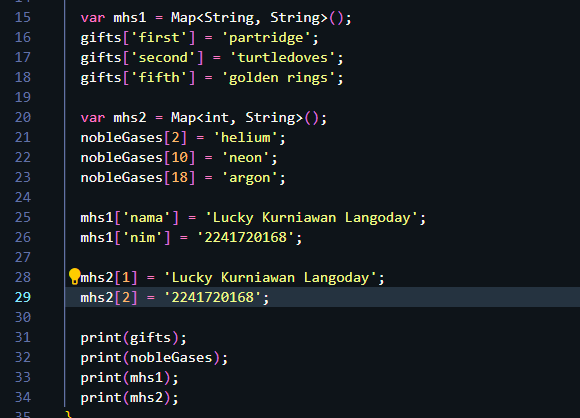 15 var mhs1 = Map<String, String>();
16 gifts['first'] = 'partridge';
17 gifts['second'] = 'turtledoves';
18 gifts['fifth'] = 'golden rings';
19
20 var mhs2 = Map<int, String>();
21 nobleGases[2] = 'helium';
22 nobleGases[10] = 'neon';
23 nobleGases[18] = 'argon';
24
25 mhs1['nama'] = 'Lucky Kurniawan Langoday';
26 mhs1['nim'] = '2241720168';
27
28 mhs2[1] = 'Lucky Kurniawan Langoday';
29 mhs2[2] = '2241720168';
30
31 print(gifts);
32 print(nobleGases);
33 print(mhs1);
34 print(mhs2);
35 }